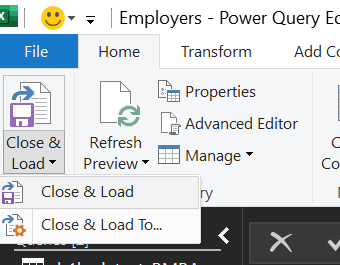 Employers - Power Query Ed
File
Home
Transform
Add Co
Close &
Load
Refresh
Preview
Properties
Advanced Editor
Manage
Close & Load
Close & Load To...